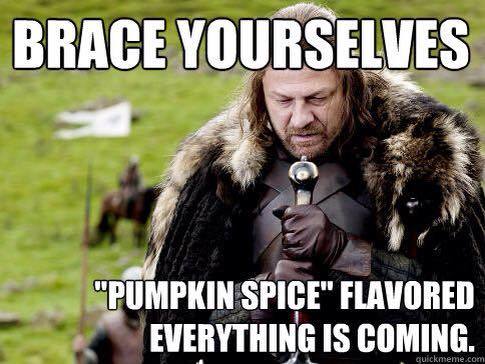 BRACE YOURSELVES
"PUMPKIN SPICE" FLAVORED
EVERYTHING IS COMING.
quickmeme.com